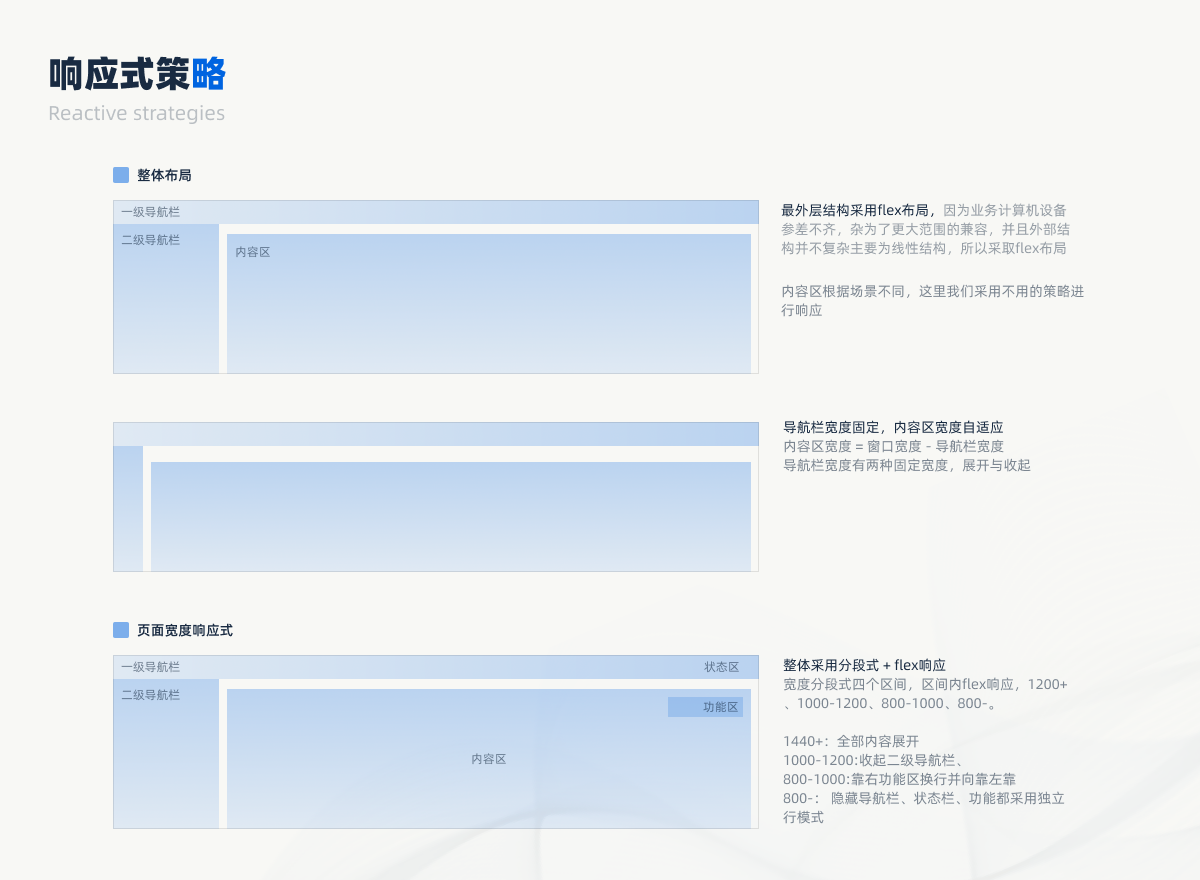 响应式策略
Reactive strategies
整体布局
一级导航栏
二级导航栏
内容区
最外层结构采用flex布局，因为业务计算机设备
参差不齐，杂为了更大范围的兼容，并且外部结
构并不复杂主要为线性结构，所以采取flex布局
内容区根据场景不同，这里我们采用不用的策略进
行响应
导航栏宽度固定，内容区宽度自适应
内容区宽度 = 窗口宽度 - 导航栏宽度
导航栏宽度有两种固定宽度，展开与收起
页面宽度响应式
一级导航栏
状态区
二级导航栏
功能区
内容区
整体采用分段式 + flex响应
宽度分段式四个区间，区间内flex响应，1200+
、1000-1200、800-1000、800-。
1440+：全部内容展开
1000-1200:收起二级导航栏、
800-1000:靠右功能区换行并向靠左靠
800-： 隐藏导航栏、状态栏、功能都采用独立
行模式